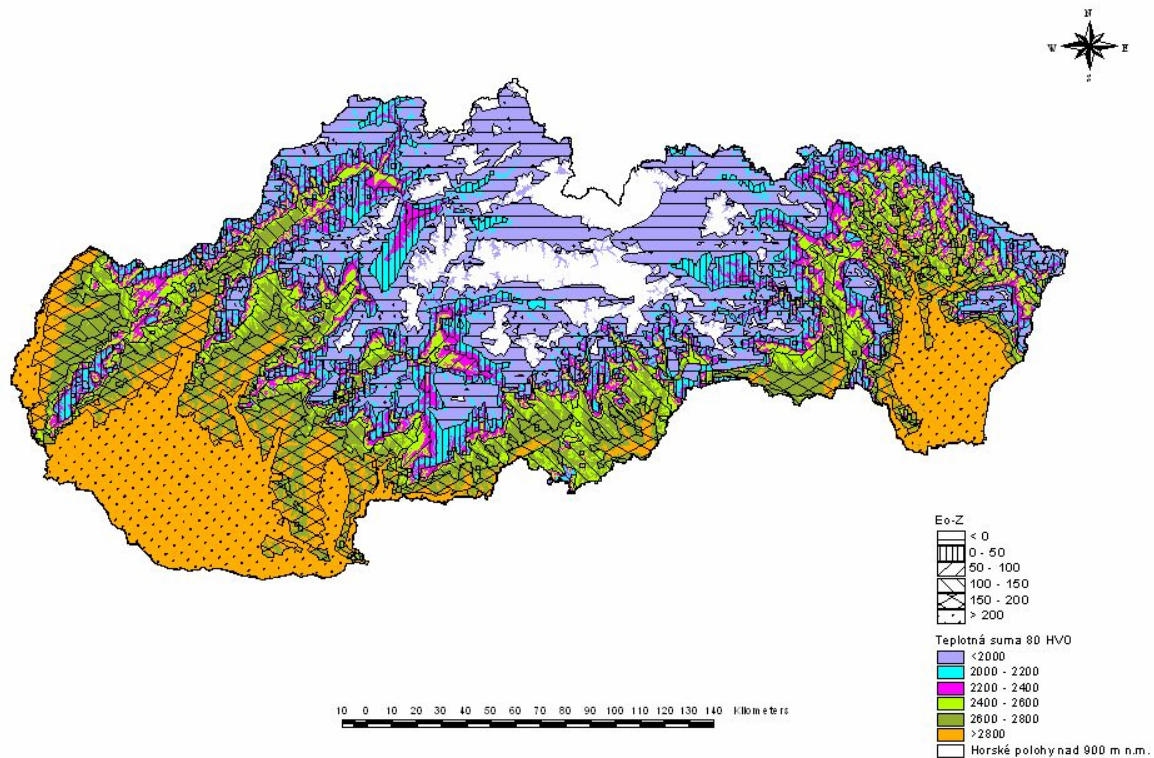 N
W E
S
Eo-Z
< 0
0 - 50
50 - 100
100 - 150
150 - 200
> 200
Teplotná suma 80 HVO
<2000
2000 - 2200
2200 - 2400
2400 - 2600
2600 - 2800
>2800
Horské polohy nad 900 m n.m.
10 0 10 20 30 40 50 60 70 80 90 100 110 120 130 140 Kilometers